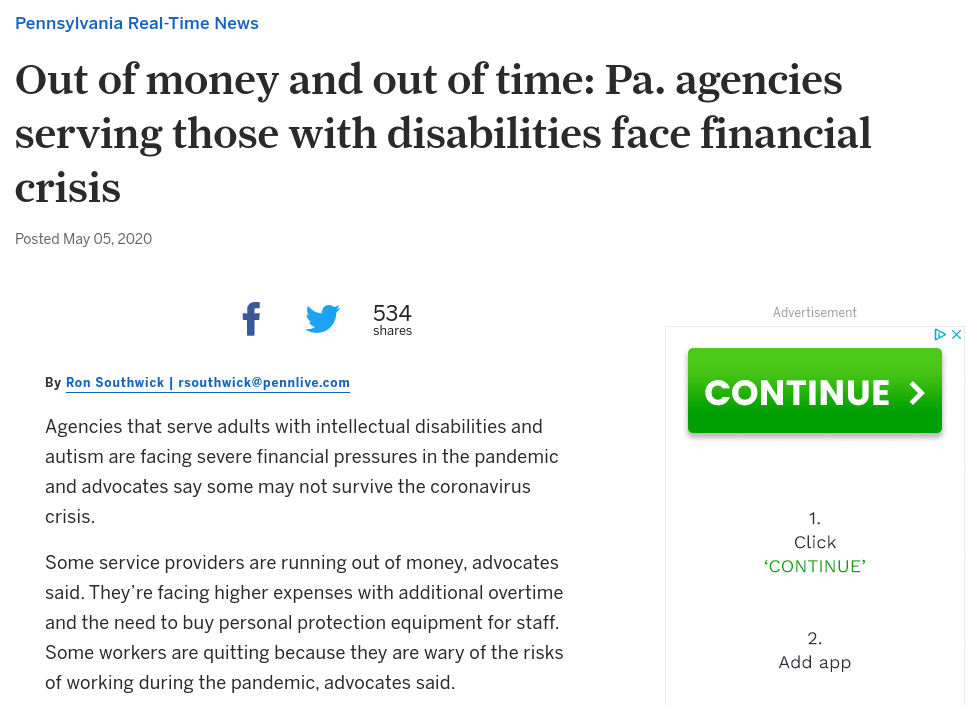 Pennsylvania Real-Time News
Out of money and out of time: Pa. agencies
serving those with disabilities face financial
crisis
Posted May 05, 2020
534
shares
By Ron Southwick | rsouthwick@pennlive.com
Agencies that serve adults with intellectual disabilities and
autism are facing severe financial pressures in the pandemic
and advocates say some may not survive the coronavirus
crisis.
Some service providers are running out of money, advocates
said. They’re facing higher expenses with additional overtime
and the need to buy personal protection equipment for staff.
Some workers are quitting because they are wary of the risks
of working during the pandemic, advocates said.
Advertisement
CONTINUE
1.
Click
‘CONTINUE’
2.
Add app